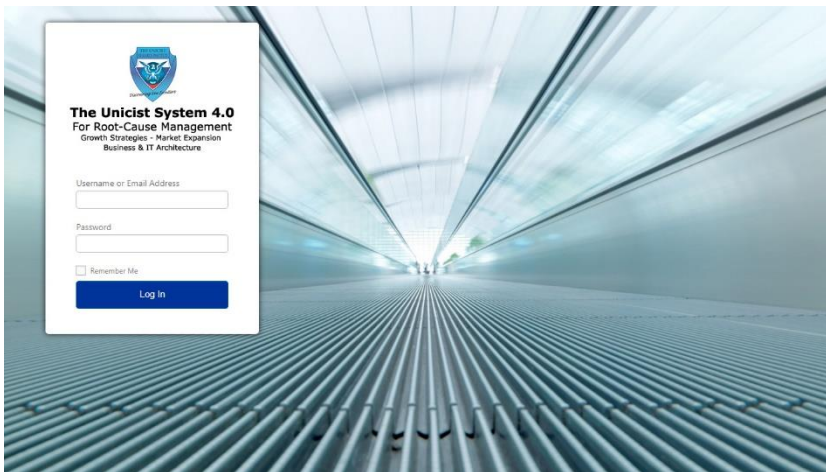 The Unicist System 4.0
For Root-Cause Management
Growth Strategies - Market Expansion
Business & IT Architecture
Username or Email Address
Password
Remember Me
Log In